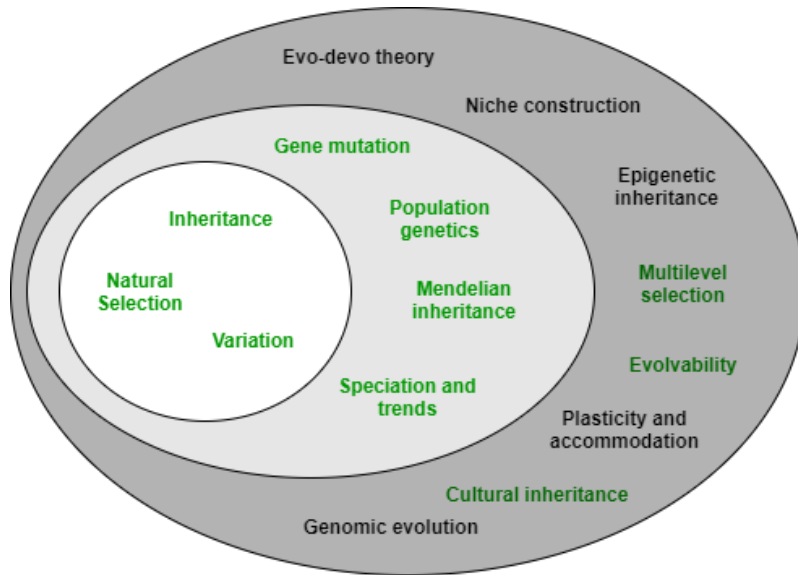 Evo-devo theory
Niche construction
Gene mutation
Epigenetic
inheritance
Population
genetics
Inheritance
Multilevel
selection
Natural
Selection
Mendelian
inheritance
Variation
Evolvability
Speciation and
trends
Plasticity and
accommodation
Cultural inheritance
Genomic evolution